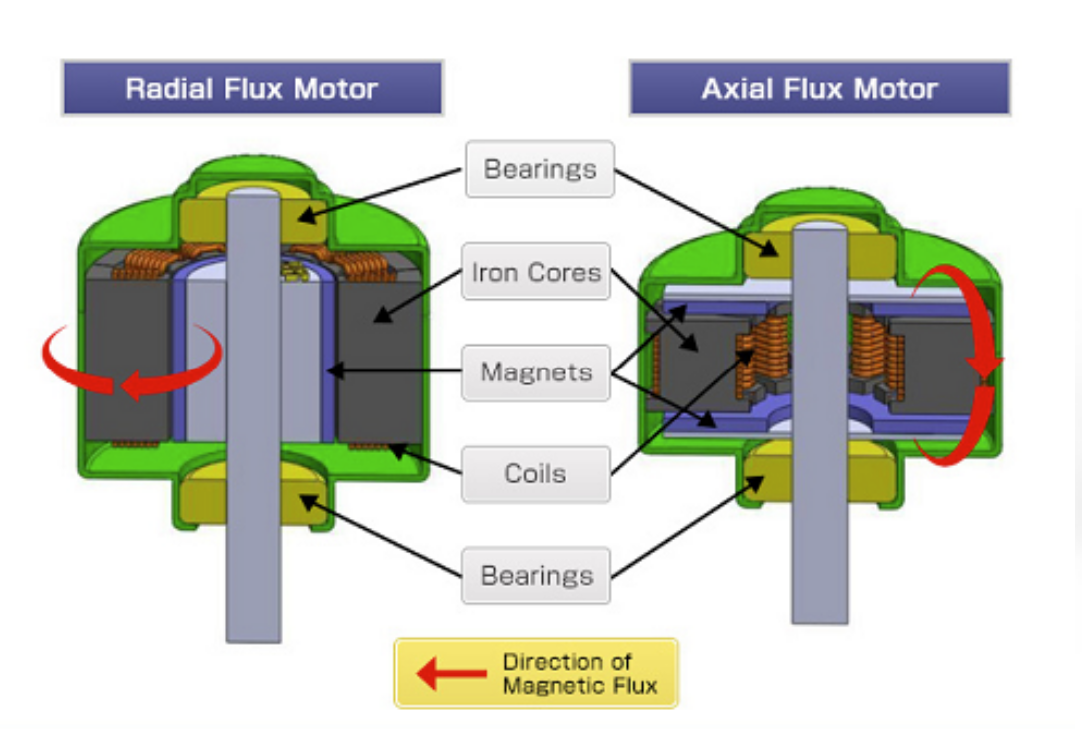 Radial Flux Motor
Axial Flux Motor
Bearings
Iron Cores
Magnets
Coils
Bearings
Direction of
Magnetic Flux